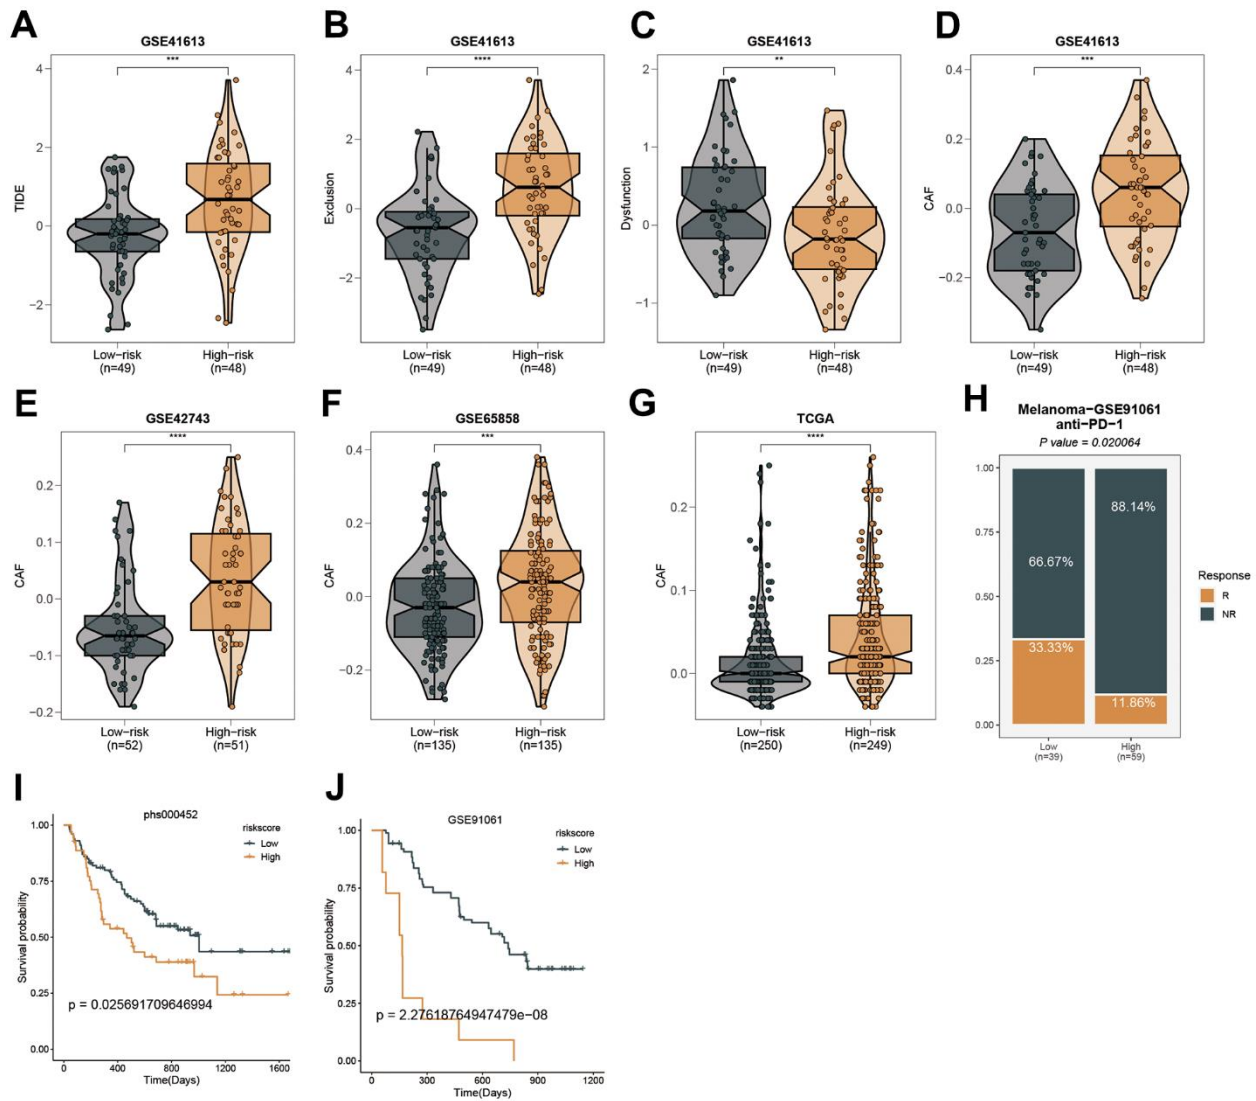 A
GSE41613
***
TIDE
4
2
0
−2
Low−risk
(n=49)
High−risk
(n=48)
B
GSE41613
****
Exclusion
4
2
0
−2
Low−risk
(n=49)
High−risk
(n=48)
C
GSE41613
**
Dysfunction
2
1
0
−1
Low−risk
(n=49)
High−risk
(n=48)
D
GSE41613
***
CAF
0.4
0.2
0.0
−0.2
Low−risk
(n=49)
High−risk
(n=48)
E
GSE42743
****
CAF
0.2
0.1
0.0
−0.1
−0.2
Low−risk
(n=52)
High−risk
(n=51)
F
GSE65858
***
CAF
0.4
0.2
0.0
−0.2
Low−risk
(n=135)
High−risk
(n=135)
G
TCGA
****
CAF
0.2
0.1
0.0
Low−risk
(n=250)
High−risk
(n=249)
H
Melanoma−GSE91061
anti−PD−1
P value = 0.020064
1.00
0.75
0.50
0.25
0.00
66.67%
33.33%
88.14%
11.86%
Low
(n=39)
High
(n=59)
Response
R
NR
I
phs000452
riskscore
Low
High
Survival probability
1.00
0.75
0.50
0.25
0.00
p = 0.025691709646994
0
400
800
1200
1600
Time(Days)
J
GSE91061
riskscore
Low
High
Survival probability
1.00
0.75
0.50
0.25
0.00
p = 2.27618764947479e−08
0
300
600
900
1200
Time(Days)